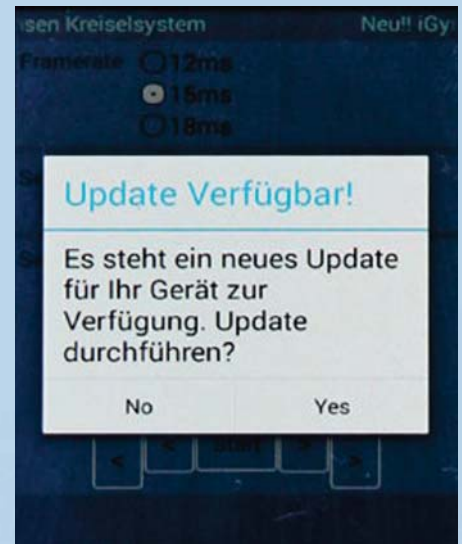 sen Kreiselsystem Neu!! iGy
Framerate 12ms
15ms
18ms
Update Verfügbar!
Es steht ein neues Update
für Ihr Gerät zur
Verfügung. Update
durchführen?
No Yes
< < Start > >